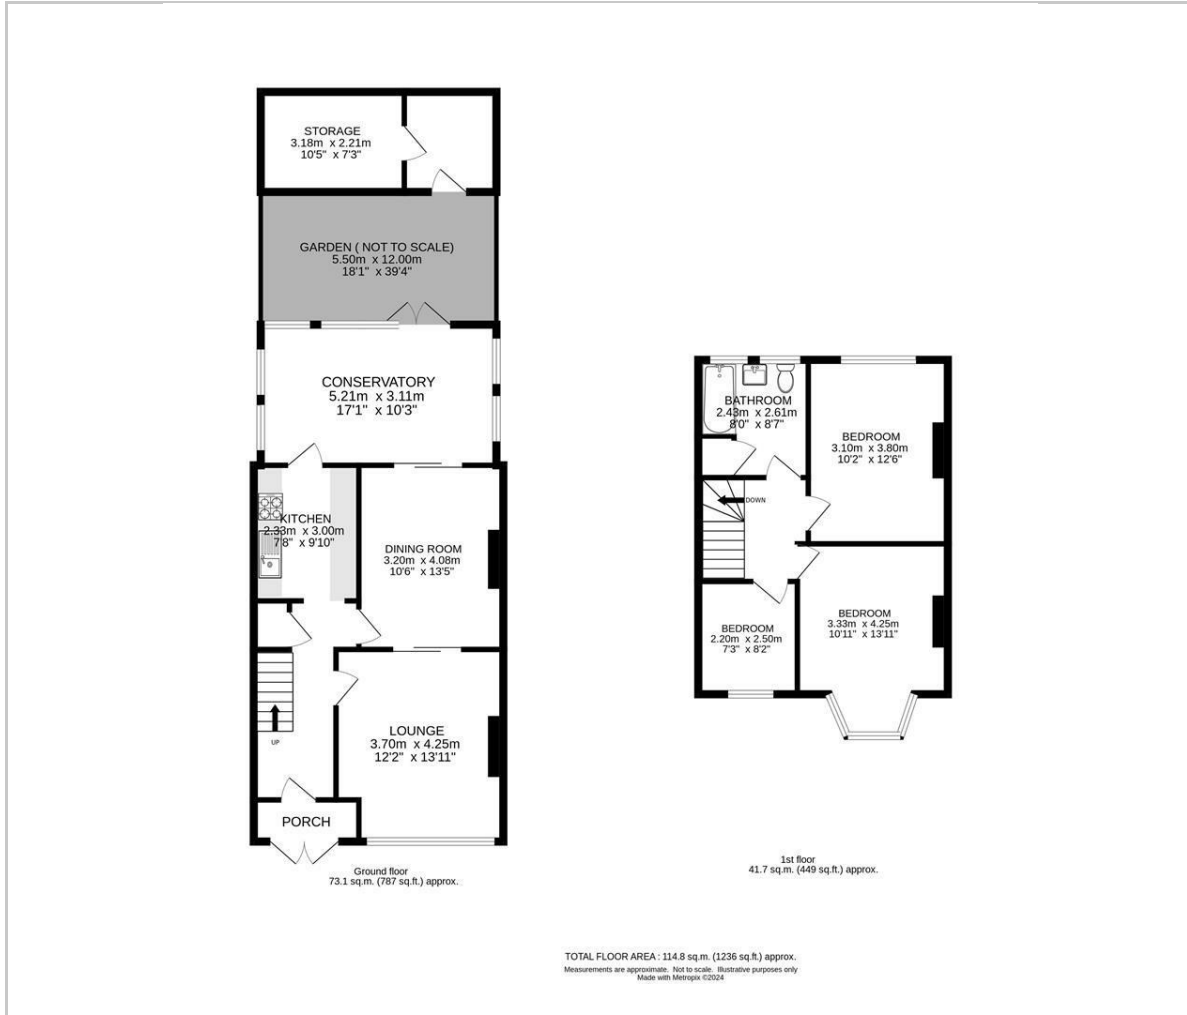 STORAGE
3.18m x 2.21m
10'5" x 7'3"
GARDEN ( NOT TO SCALE)
5.50m x 12.00m
18'1" x 39'4"
CONSERVATORY
5.21m x 3.11m
17'1" x 10'3"
KITCHEN
2.33m x 3.00m
7'8" x 9'10"
DINING ROOM
3.20m x 4.08m
10'6" x 13'5"
LOUNGE
3.70m x 4.25m
12'2" x 13'11"
UP
PORCH
Ground floor
73.1 sq.m. (787 sq.ft.) approx.
BATHROOM
2.43m x 2.61m
8'0" x 8'7"
BEDROOM
3.10m x 3.80m
10'2" x 12'6"
DOWN
BEDROOM
2.20m x 2.50m
7'3" x 8'2"
BEDROOM
3.33m x 4.25m
10'11" x 13'11"
1st floor
41.7 sq.m. (449 sq.ft.) approx.
TOTAL FLOOR AREA : 114.8 sq.m. (1236 sq.ft.) approx.
Measurements are approximate. Not to scale. Illustrative purposes only
Made with Metropix ©2024